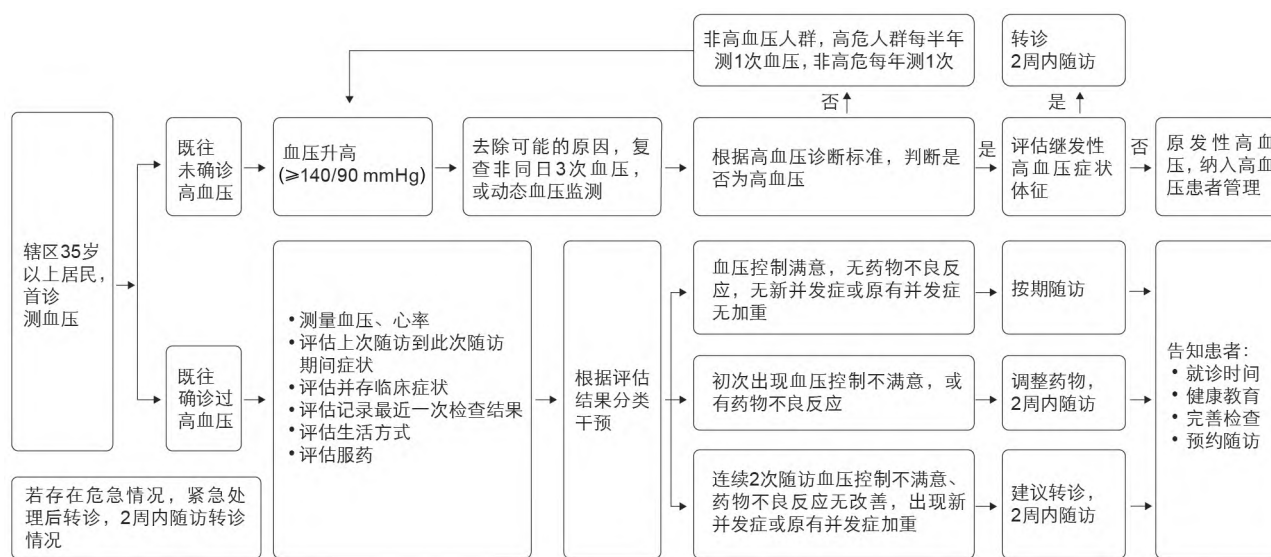 非高血压人群，高危人群每半年
测1次血压，非高危每年测1次
转诊
2周内随访
否
是
既往
未确诊
高血压
血压升高
(≥140/90 mmHg)
去除可能的原因，复
查非同日3次血压，
或动态血压监测
根据高血压诊断标准，判断是
否为高血压
是
评估继发性
高血压症状
体征
否
原发性高血
压，纳入高血
压患者管理
辖区35岁
以上居民，
首诊
测血压
既往
确诊过
高血压
•测量血压、心率
•评估上次随访到此次随访
期间症状
•评估并存临床症状
•评估记录最近一次检查结果
•评估生活方式
•评估服药
根据评估
结果分类
干预
血压控制满意，无药物不良反
应，无新并发症或原有并发症
无加重
按期随访
初次出现血压控制不满意，或
有药物不良反应
调整药物，
2周内随访
连续2次随访血压控制不满意、
药物不良反应无改善，出现新
并发症或原有并发症加重
建议转诊，
2周内随访
告知患者：
• 就诊时间
• 健康教育
• 完善检查
• 预约随访
若存在危急情况，紧急处
理后转诊，2周内随访转诊
情况